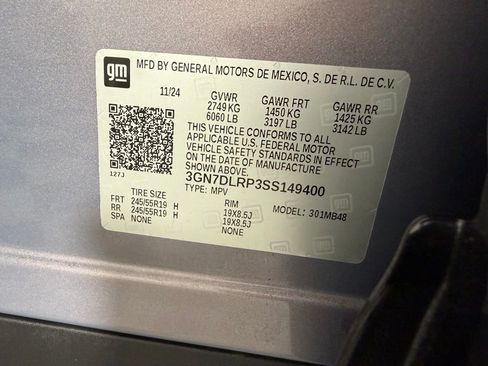 gm
MFD BY GENERAL MOTORS DE MEXICO, S. DE R.L. DE C.V.
11/24 GVWR GAWR FRT GAWR RR
2749 KG 1450 KG 1425 KG
6060 LB 3197 LB 3142 LB
THIS VEHICLE CONFORMS TO ALL
APPLICABLE U.S. FEDERAL MOTOR
VEHICLE SAFETY STANDARDS IN EFFECT
ON THE DATE OF MANUFACTURE
SHOWN ABOVE.
127J 3GN7DLRP3SS149400
TYPE: MPV
TIRE SIZE RIM MODEL: 301MB48
FRT 245/55R19 H 19X8.5J
RR 245/55R19 H 19X8.5J
SPA NONE NONE